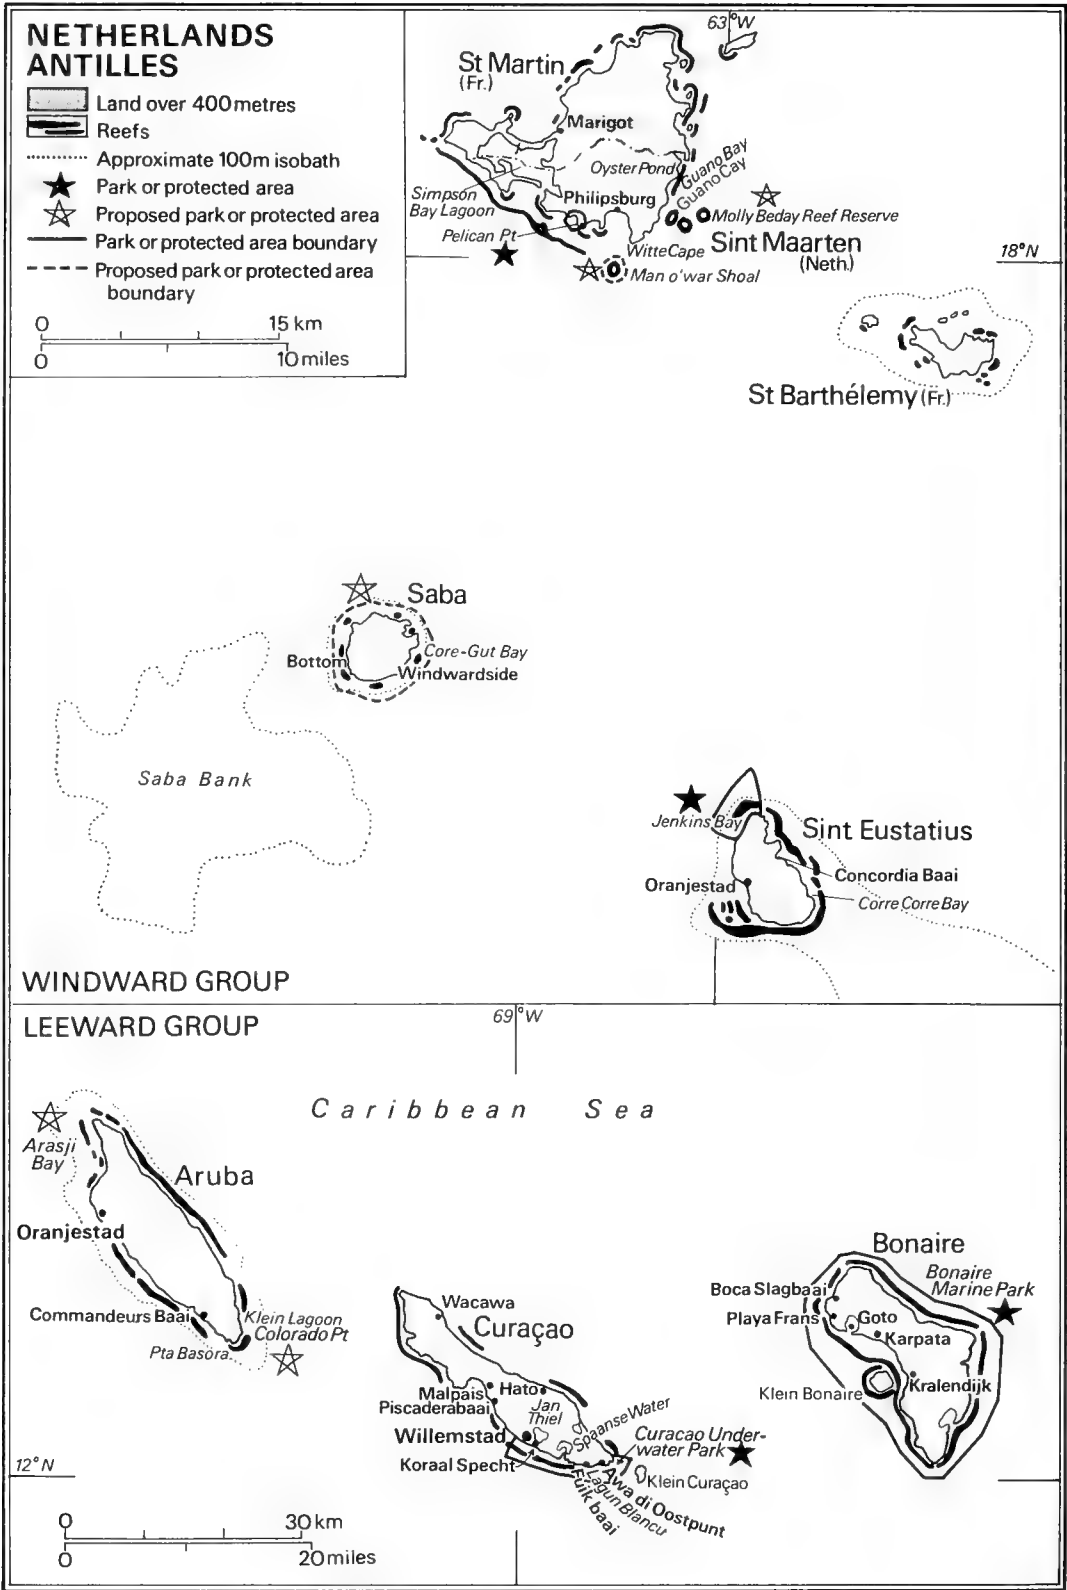 NETHERLANDS
ANTILLES
Land over 400 metres
Reefs
Approximate 100m isobath
Park or protected area
Proposed park or protected area
Park or protected area boundary
Proposed park or protected area
boundary
0 15 km
0 10 miles
63°W
St Martin
(Fr.)
Marigot
Oyster Pond
Guano Bay
Guano Cay
Simpson
Bay Lagoon
Philipsburg
Pelican Pt
Molly Beday Reef Reserve
Sint Maarten
(Neth.)
Witte Cape
Man o'war Shoal
18°N
St Barthélemy (Fr.)
Saba
Core-Gut Bay
Bottom
Windwardside
Saba Bank
Jenkins Bay
Sint Eustatius
Concordia Baai
Oranjestad
Corre Corre Bay
WINDWARD GROUP
LEEWARD GROUP
69°W
Caribbean Sea
Arasji
Bay
Aruba
Oranjestad
Commandeurs Baai
Klein Lagoon
Colorado Pt
Pta Basora
Wacawa
Curaçao
Malpais
Hato
Piscaderabaai
Jan
Thiel
Spaanse Water
Willemstad
Koraal Specht
Curacao Under-
water Park
Klein Curaçao
Awa di Oostpunt
Lagun Blancu
Fuik baai
Bonaire
Bonaire
Marine Park
Boca Slagbaai
Playa Frans
Goto
Karpata
Klein Bonaire
Kralendijk
12°N
0 30 km
0 20 miles